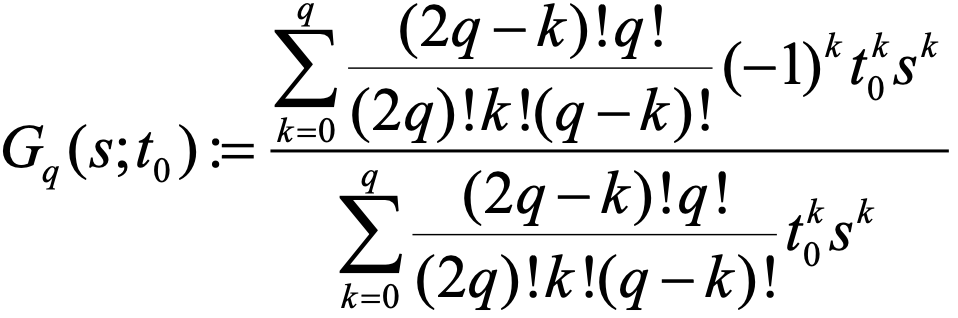 G_q(s;t_0) := \frac{\sum_{k=0}^{q} \frac{(2q-k)!q!}{(2q)!k!(q-k)!} (-1)^k t_0^k s^k}{\sum_{k=0}^{q} \frac{(2q-k)!q!}{(2q)!k!(q-k)!} t_0^k s^k}